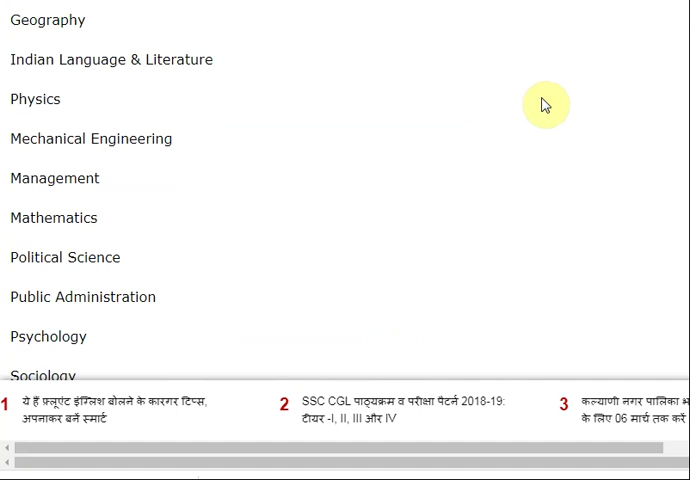 Geography
Indian Language & Literature
Physics
Mechanical Engineering
Management
Mathematics
Political Science
Public Administration
Psychology
Sociology
1 ये हैं फ़्लूएंट इंग्लिश बोलने के कारगर टिप्स,
अपनाकर बनें स्मार्ट
2 SSC CGL पाठ्यक्रम व परीक्षा पैटर्न 2018-19:
टीयर -I, II, III और IV
3 कल्याणी नगर पालिका
के लिए 06 मार्च तक करें